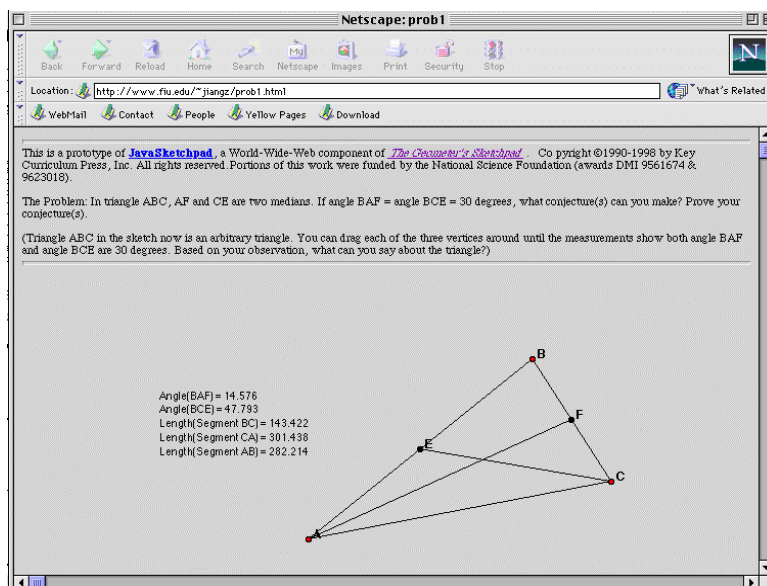 Netscape: prob1
Back Forward Reload Home Search Netscape Images Print Security Stop
N
Location: http://www.fiu.edu/~jiangz/prob1.html What's Related
WebMail Contact People Yellow Pages Download
This is a prototype of JavaSketchpad, a World-Wide-Web component of The Geometer's Sketchpad . Co pyright ©1990-1998 by Key
Curriculum Press, Inc. All rights reserved.Portions of this work were funded by the National Science Foundation (awards DMI 9561674 &
9623018).
The Problem: In triangle ABC, AF and CE are two medians. If angle BAF = angle BCE = 30 degrees, what conjecture(s) can you make? Prove your
conjecture(s).
(Triangle ABC in the sketch now is an arbitrary triangle. You can drag each of the three vertices around until the measurements show both angle BAF
and angle BCE are 30 degrees. Based on your observation, what can you say about the triangle?)
B
Angle(BAF) = 14.576
Angle(BCE) = 47.793
Length(Segment BC) = 143.422
F
Length(Segment CA) = 301.438
E
Length(Segment AB) = 282.214
C
A